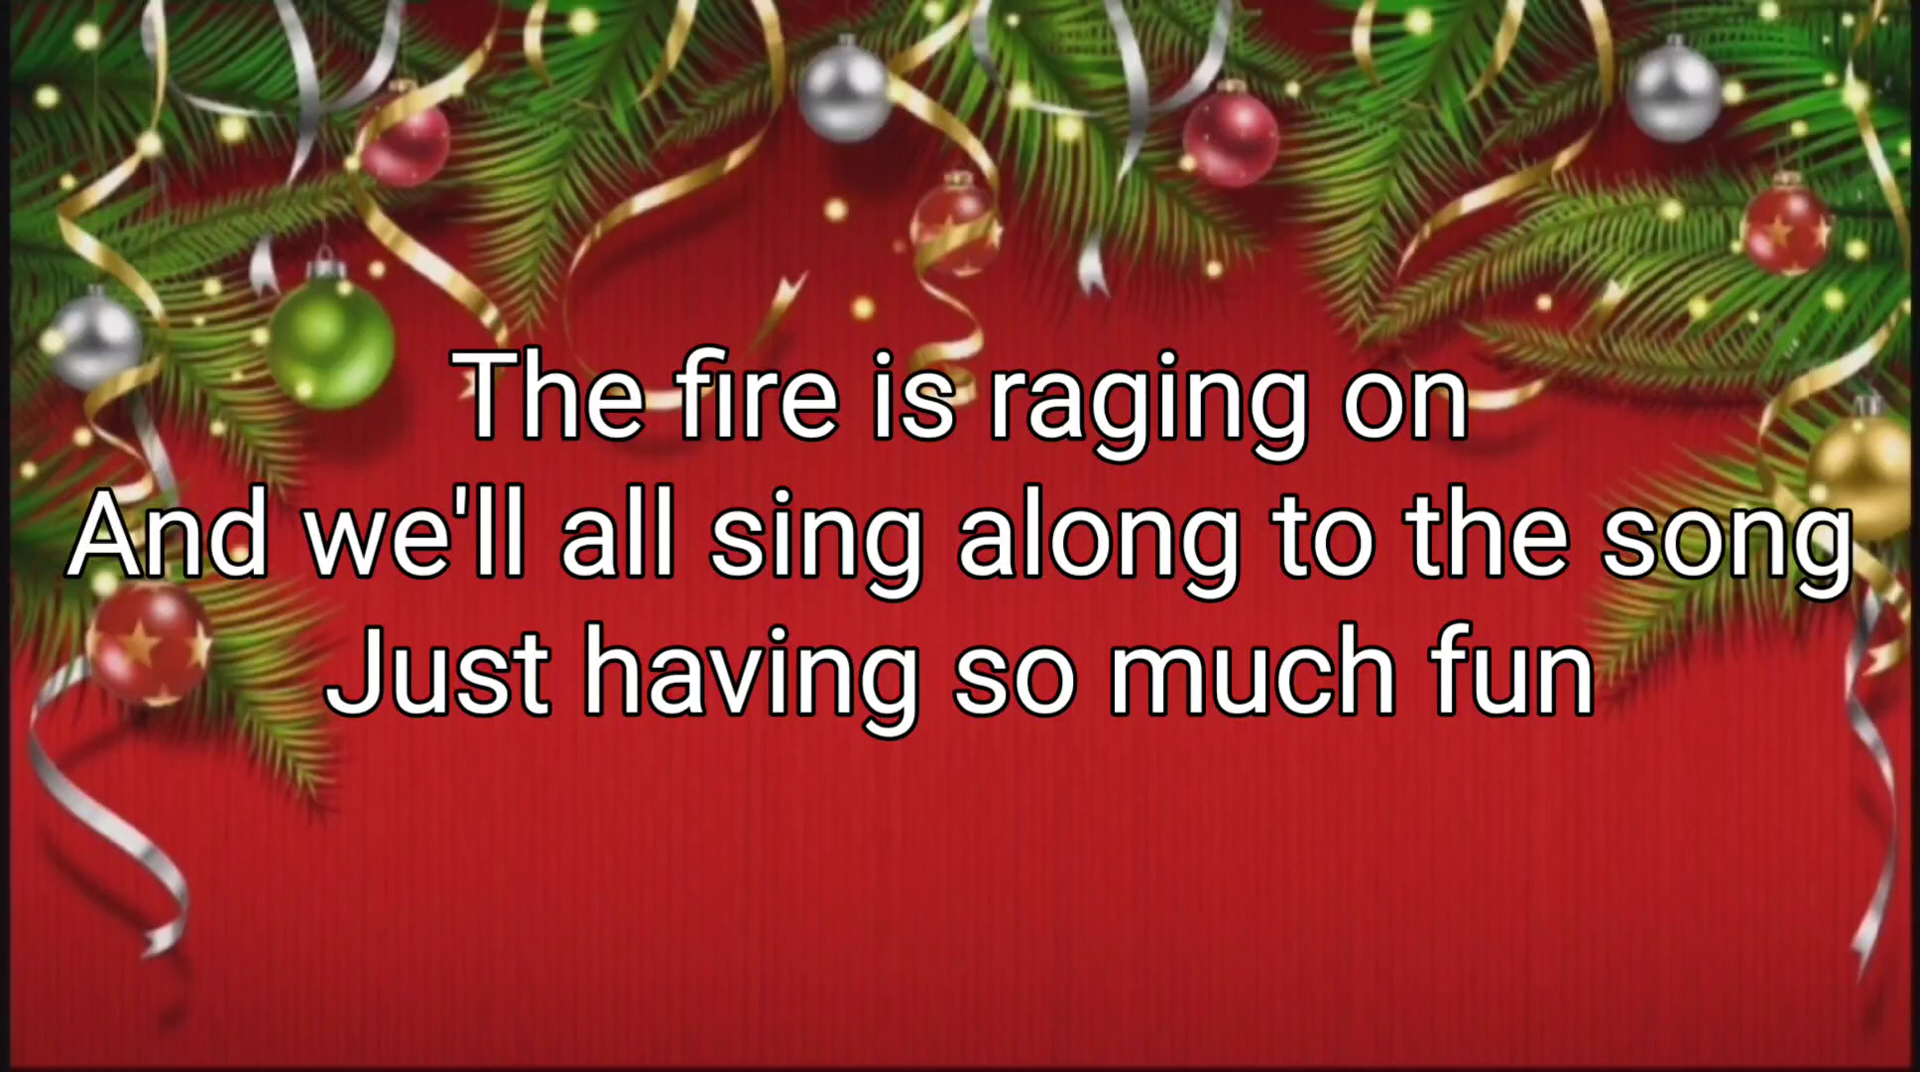 The fire is raging on
And we'll all sing along to the song
Just having so much fun